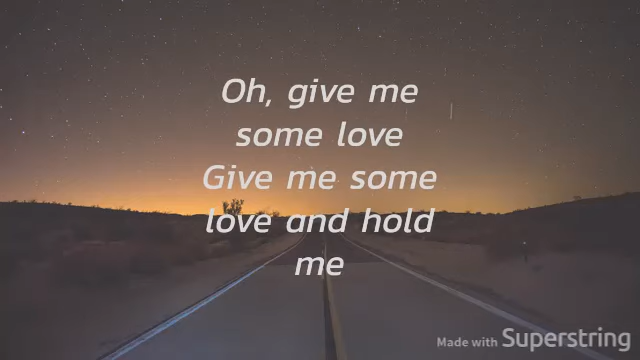 Oh, give me
some love
Give me some
love and hold
me
Made with Superstring